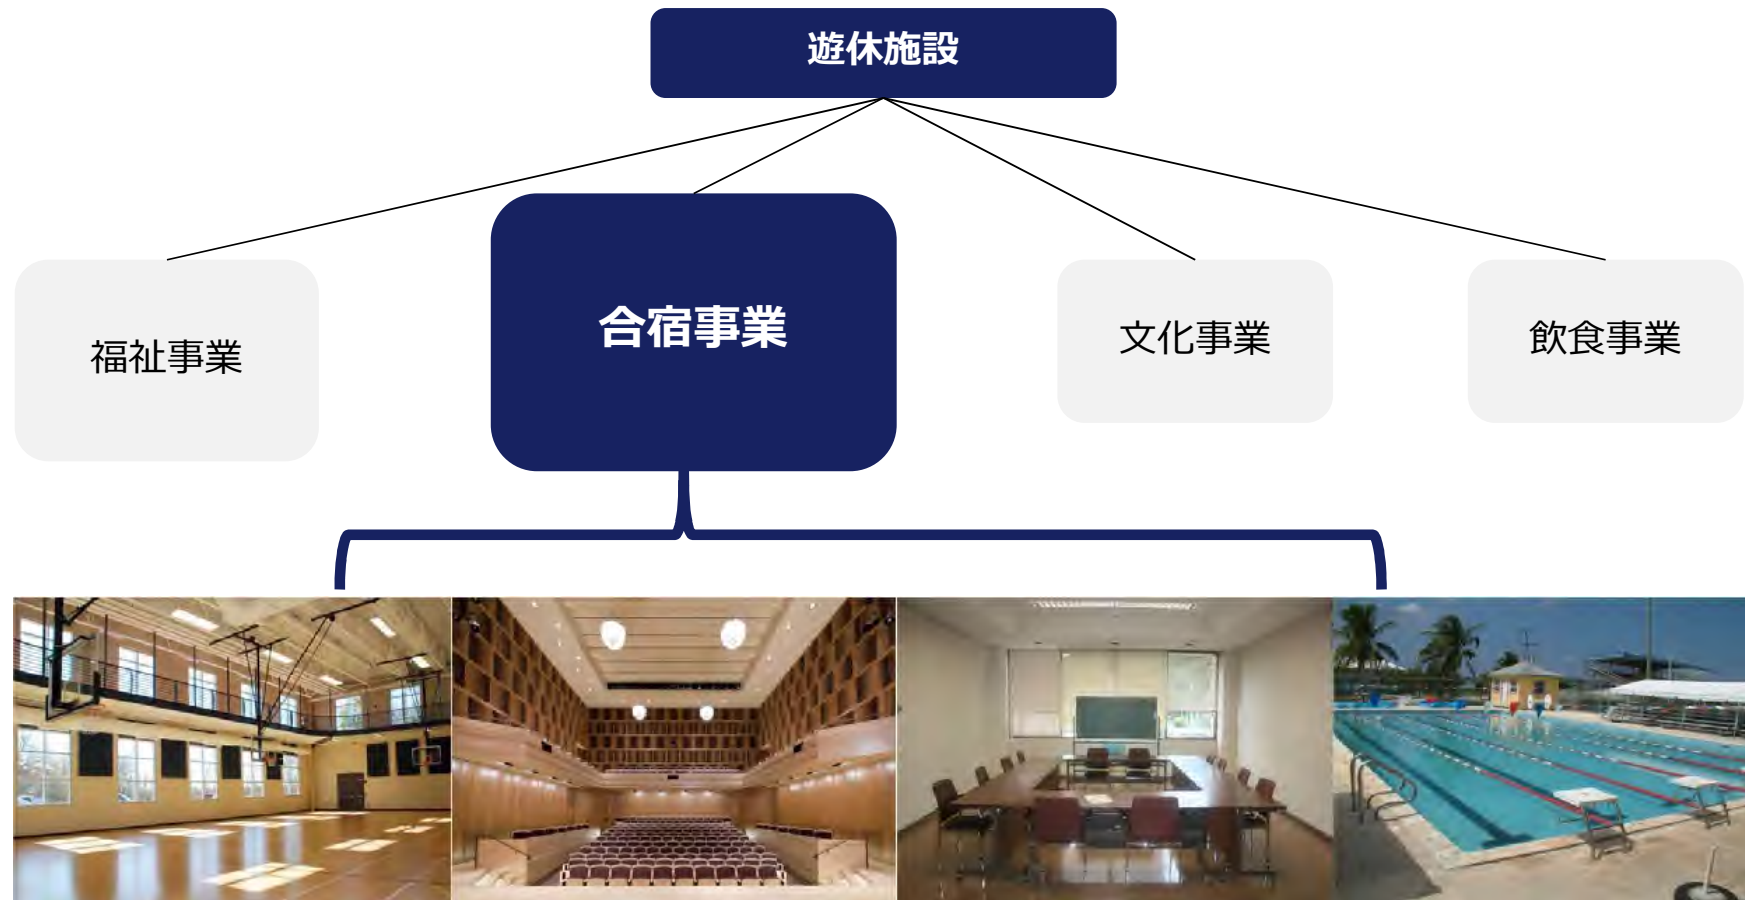 遊休施設
福祉事業
合宿事業
文化事業
飲食事業